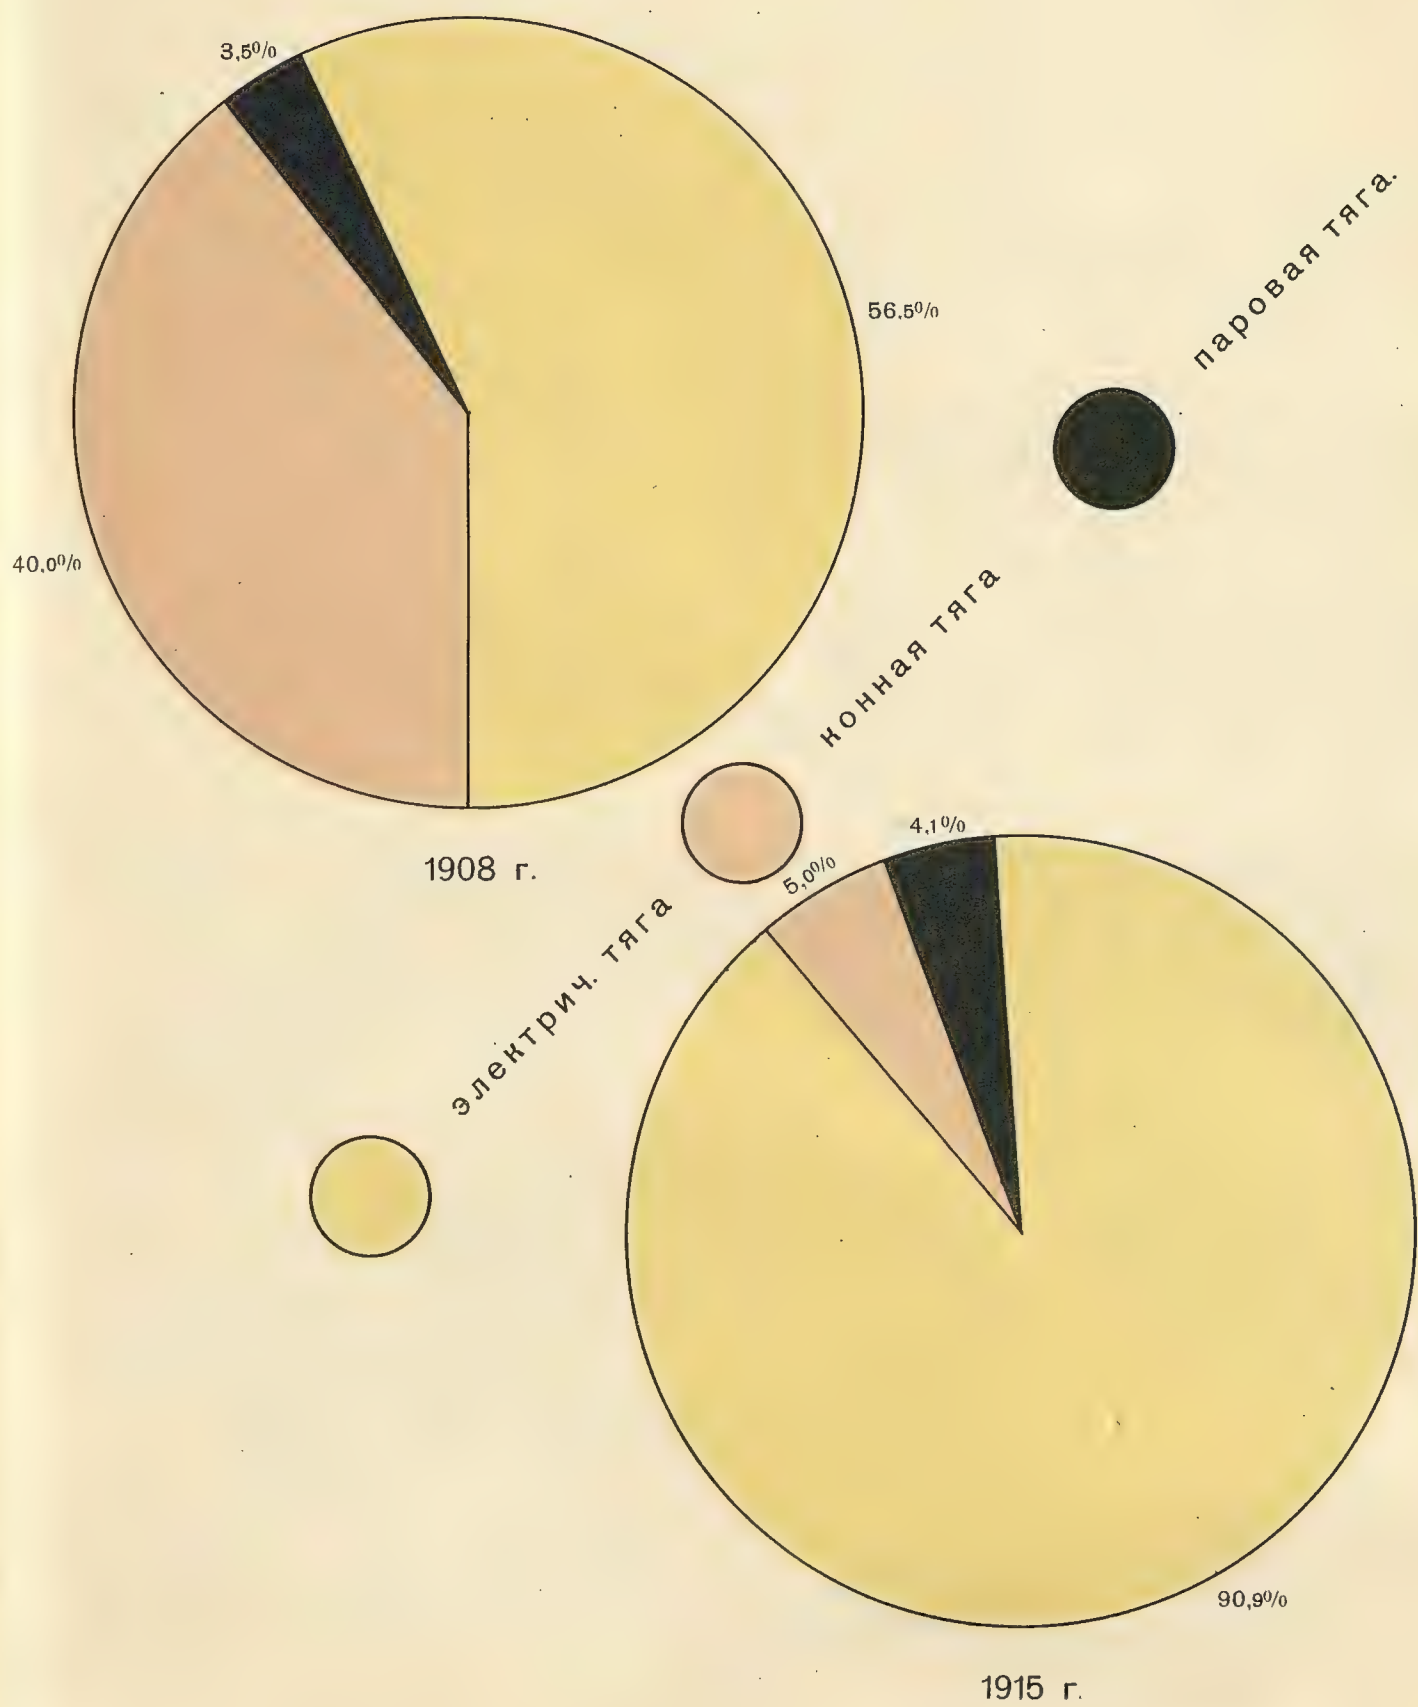 3,5%
56,5%
40,0%
1908 г.
паровая тяга.
конная тяга
электрич. тяга
5,0%
4,1%
90,9%
1915 г.